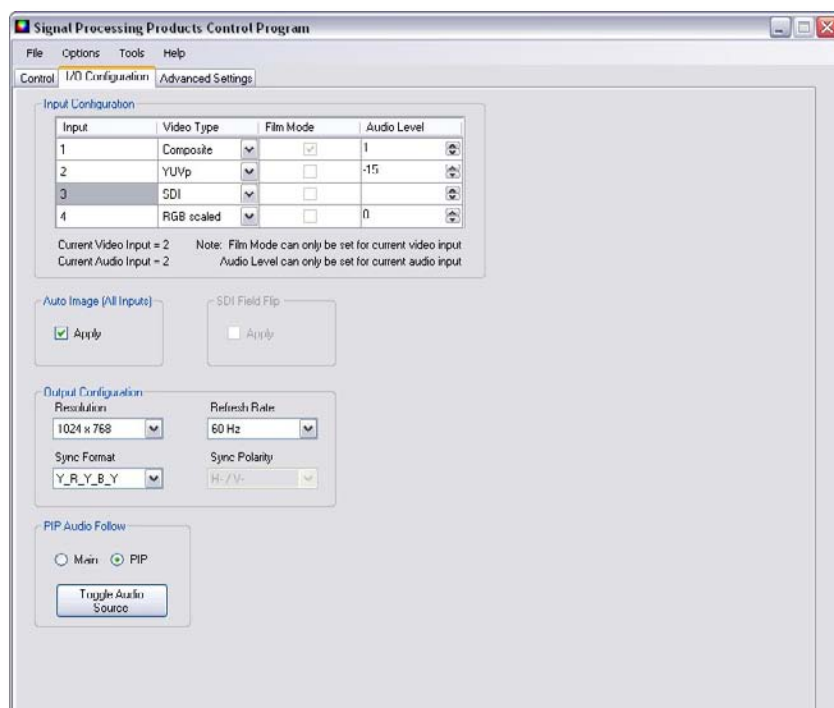 Signal Processing Products Control Program
File Options Tools Help
Control I/O Configuration Advanced Settings
Input Configuration
Input Video Type Film Mode Audio Level
1 Composite 1
2 YUVp -15
3 SDI
4 RGB scaled 0
Current Video Input = 2 Note: Film Mode can only be set for current video input
Current Audio Input = 2 Audio Level can only be set for current audio input
Auto Image (All Inputs) SDI Field Flip
Apply Apply
Output Configuration
Resolution Refresh Rate
1024 x 768 60 Hz
Sync Format Sync Polarity
Y_R_Y_B_Y H- / V-
PIP Audio Follow
Main PIP
Toggle Audio
Source